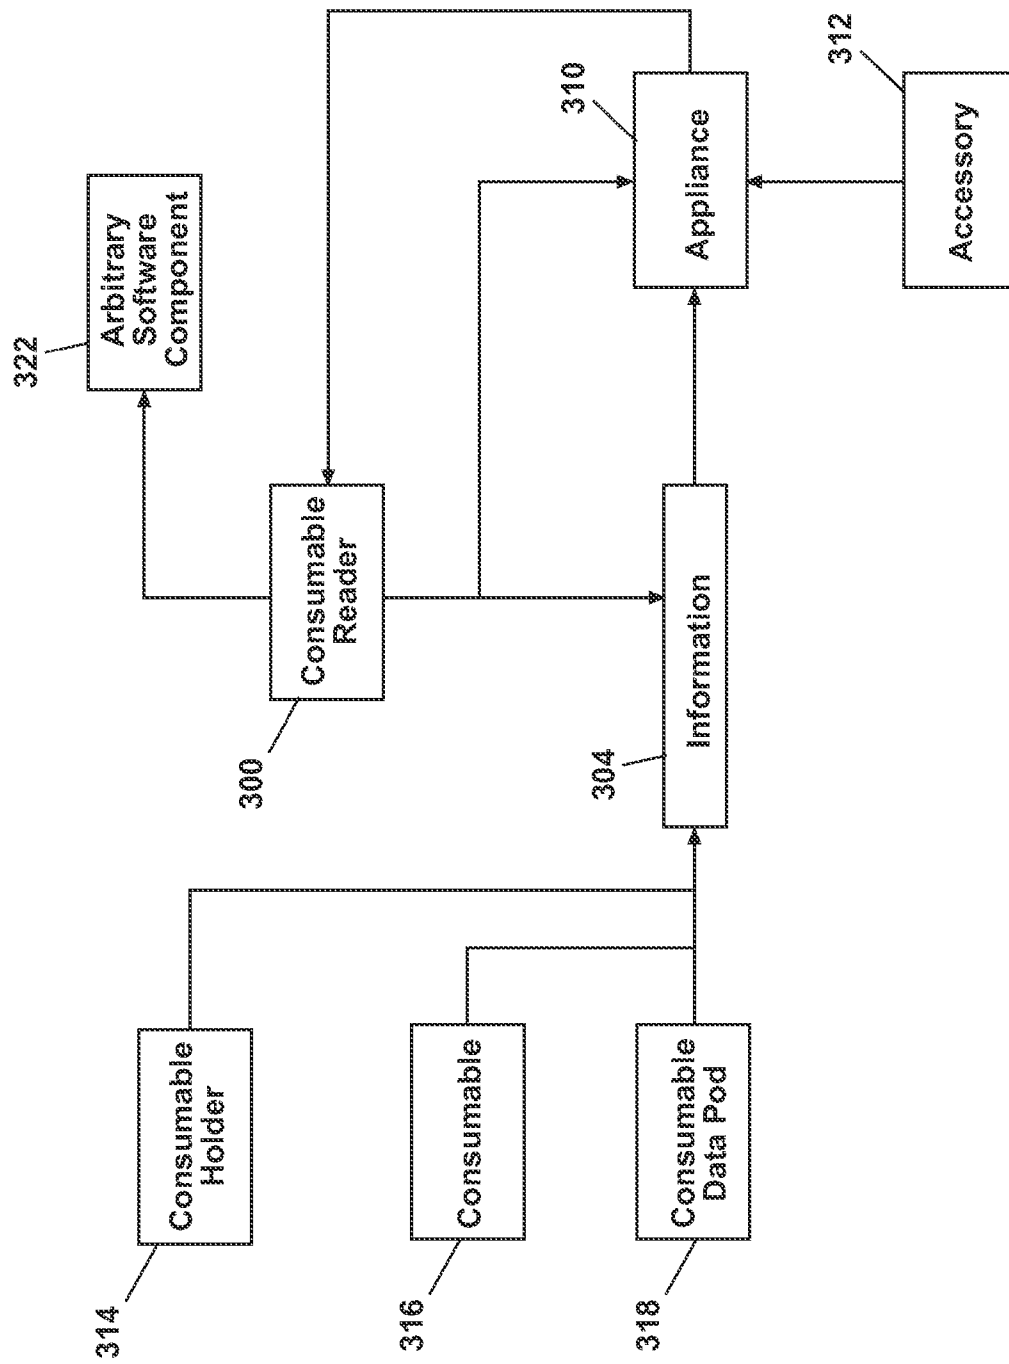 322
Arbitrary
Software
Component
314
Consumable
Holder
300
Consumable
Reader
316
Consumable
310
Appliance
304
Information
318
Consumable
Data Pod
312
Accessory